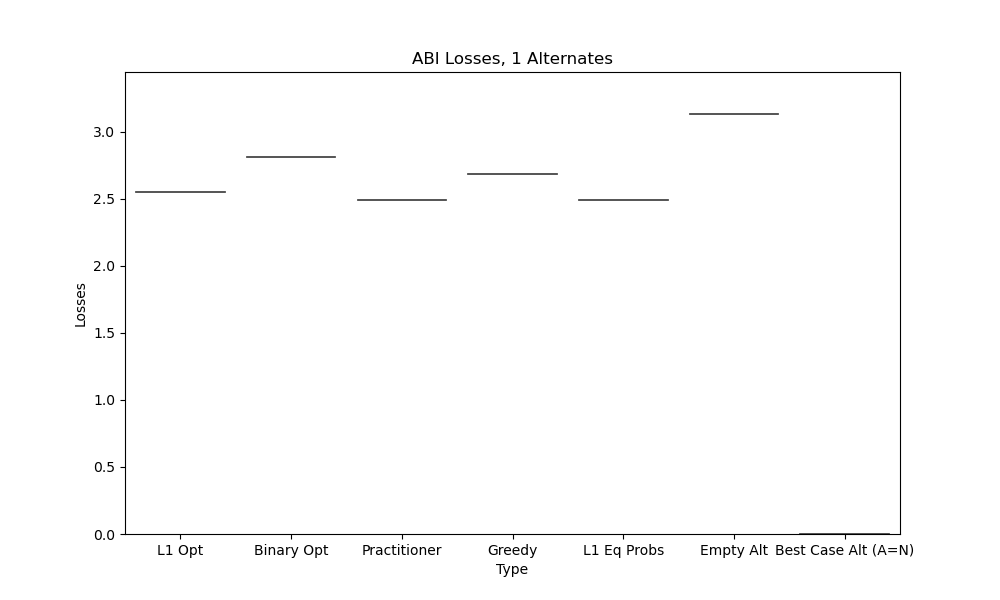 ABI Losses, 1 Alternates
3.0
2.5
2.0
1.5
1.0
0.5
0.0
Losses
L1 Opt Binary Opt Practitioner Greedy L1 Eq Probs Empty Alt Best Case Alt (A=N)
Type